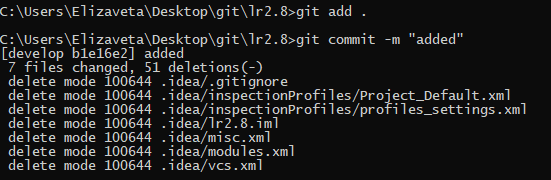 C:\Users\Elizaveta\Desktop\git\lr2.8>git add .
C:\Users\Elizaveta\Desktop\git\lr2.8>git commit -m "added"
[develop b1e16e2] added
 7 files changed, 51 deletions(-)
 delete mode 100644 .idea/.gitignore
 delete mode 100644 .idea/inspectionProfiles/Project_Default.xml
 delete mode 100644 .idea/inspectionProfiles/profiles_settings.xml
 delete mode 100644 .idea/lr2.8.iml
 delete mode 100644 .idea/misc.xml
 delete mode 100644 .idea/modules.xml
 delete mode 100644 .idea/vcs.xml